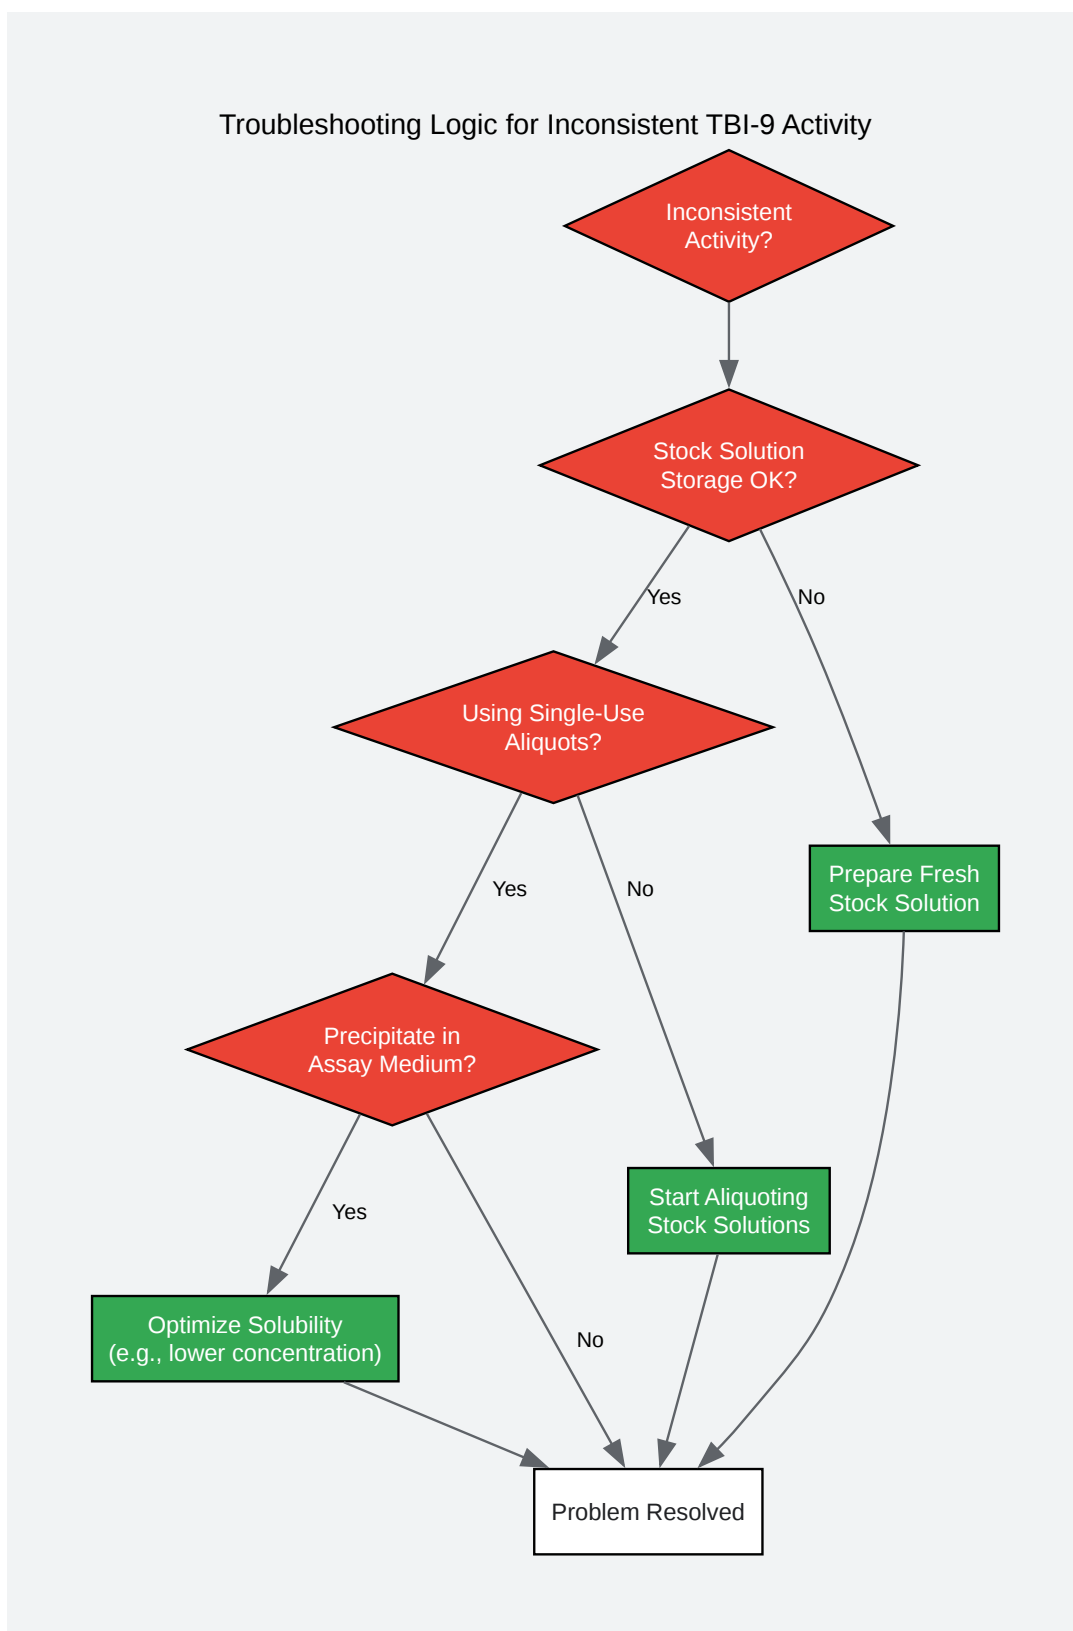 Troubleshooting Logic for Inconsistent TBI-9 Activity
Inconsistent
Activity?
Stock Solution
Storage OK?
Yes
No
Using Single-Use
Aliquots?
Prepare Fresh
Stock Solution
Yes
No
Precipitate in
Assay Medium?
Start Aliquoting
Stock Solutions
Yes
Optimize Solubility
(e.g., lower concentration)
No
Problem Resolved